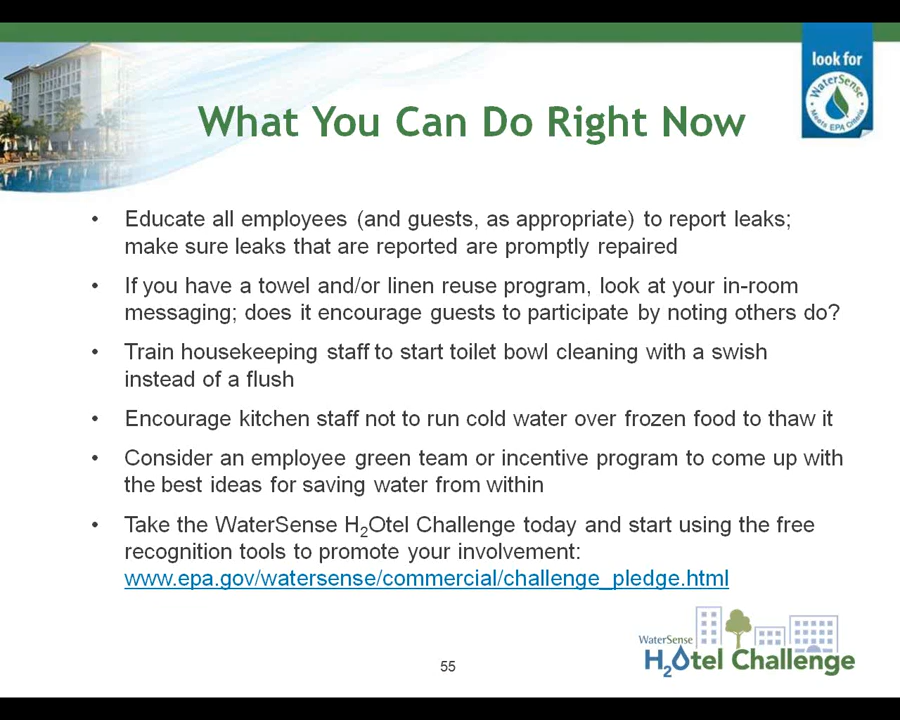 look for
WaterSense
Meets EPA Criteria
What You Can Do Right Now
• Educate all employees (and guests, as appropriate) to report leaks;
make sure leaks that are reported are promptly repaired
• If you have a towel and/or linen reuse program, look at your in-room
messaging; does it encourage guests to participate by noting others do?
• Train housekeeping staff to start toilet bowl cleaning with a swish
instead of a flush
• Encourage kitchen staff not to run cold water over frozen food to thaw it
• Consider an employee green team or incentive program to come up with
the best ideas for saving water from within
• Take the WaterSense H₂Otel Challenge today and start using the free
recognition tools to promote your involvement:
www.epa.gov/watersense/commercial/challenge_pledge.html
WaterSense
H₂Otel Challenge
55